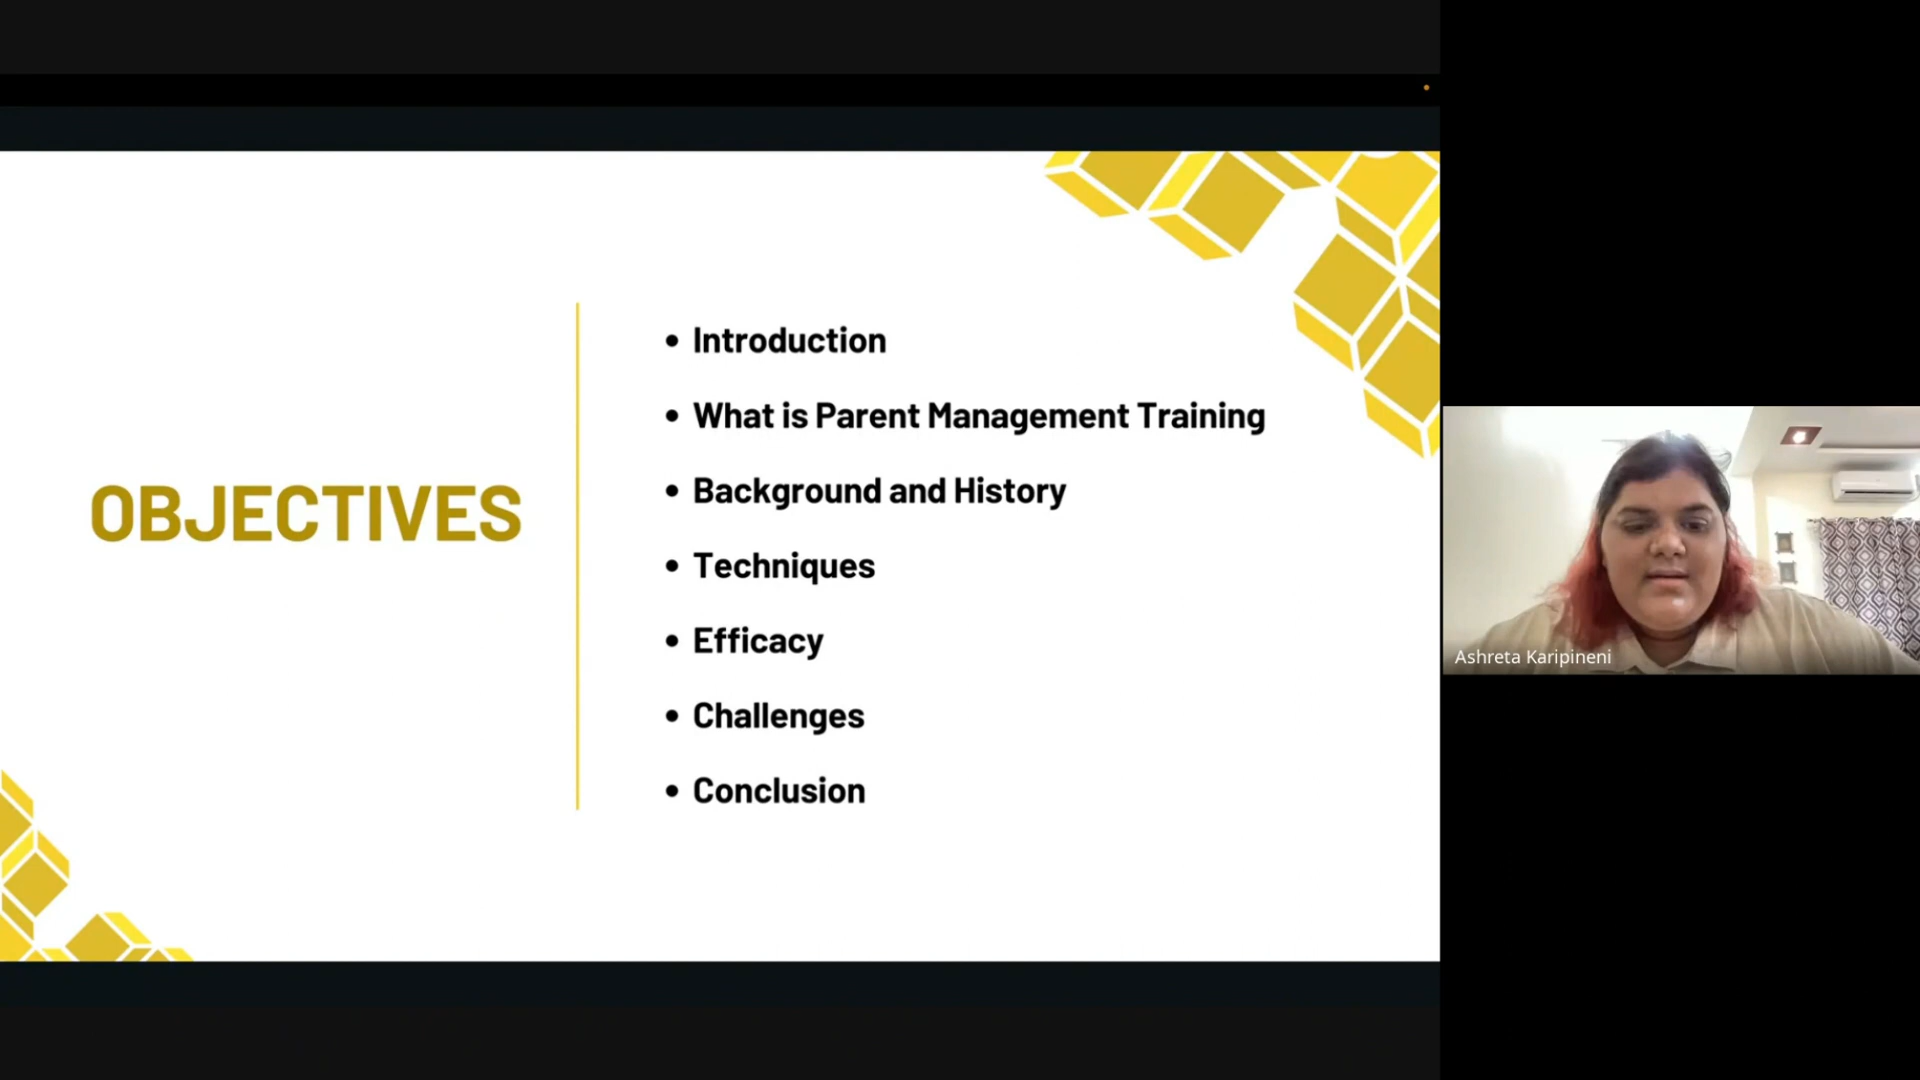 OBJECTIVES
• Introduction
• What is Parent Management Training
• Background and History
• Techniques
• Efficacy
• Challenges
• Conclusion
Ashreta Karipineni